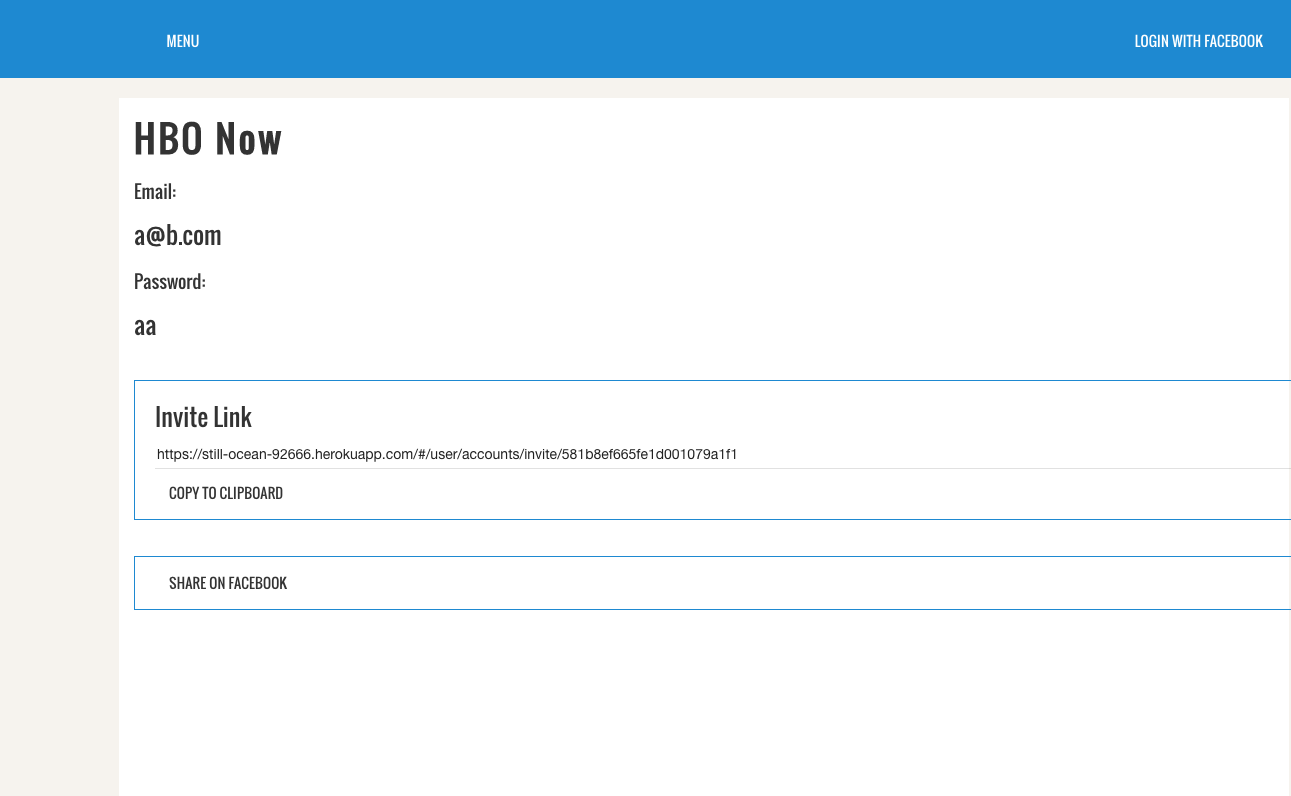 MENU
LOGIN WITH FACEBOOK
HBO Now
Email:
a@b.com
Password:
aa
Invite Link
https://still-ocean-92666.herokuapp.com/#/user/accounts/invite/581b8ef665fe1d001079a1f1
COPY TO CLIPBOARD
SHARE ON FACEBOOK